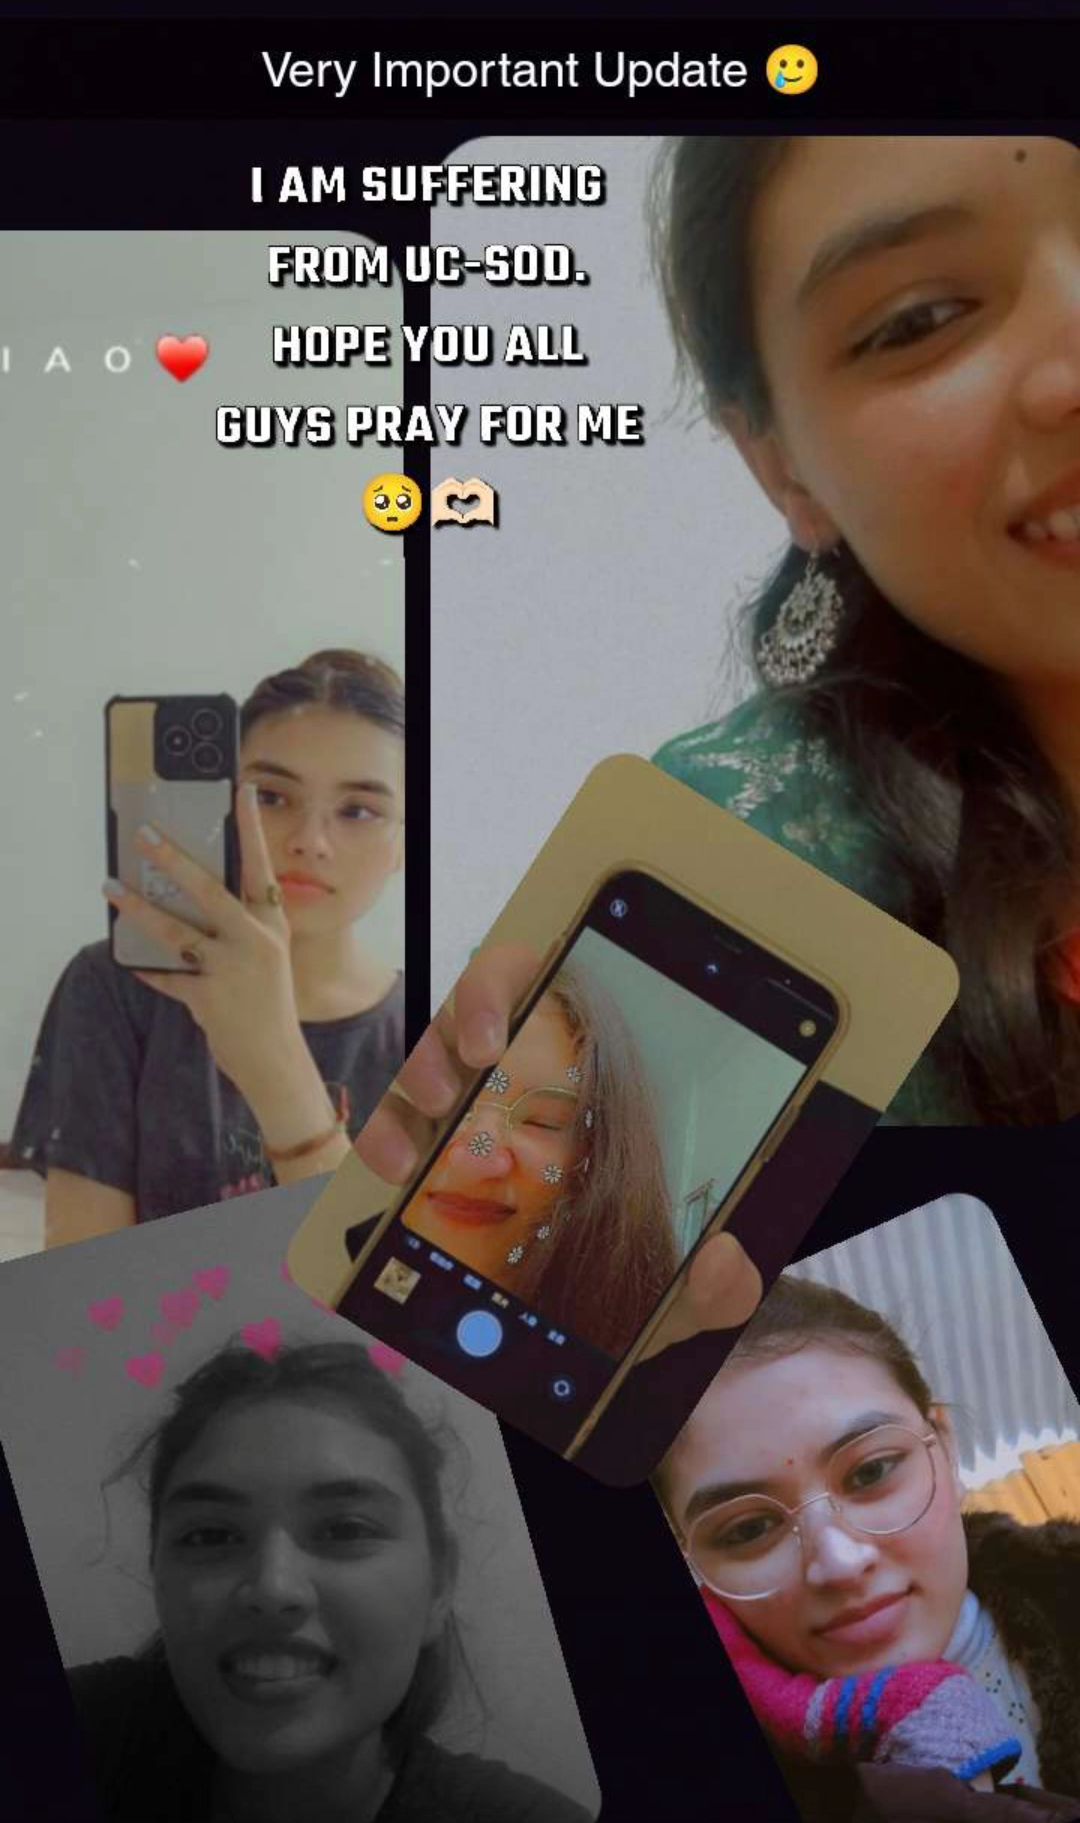 Very Important Update 🥲
I AM SUFFERING
FROM UC-SOD.
HOPE YOU ALL
GUYS PRAY FOR ME
🥺🫶🏻
I A O ❤️